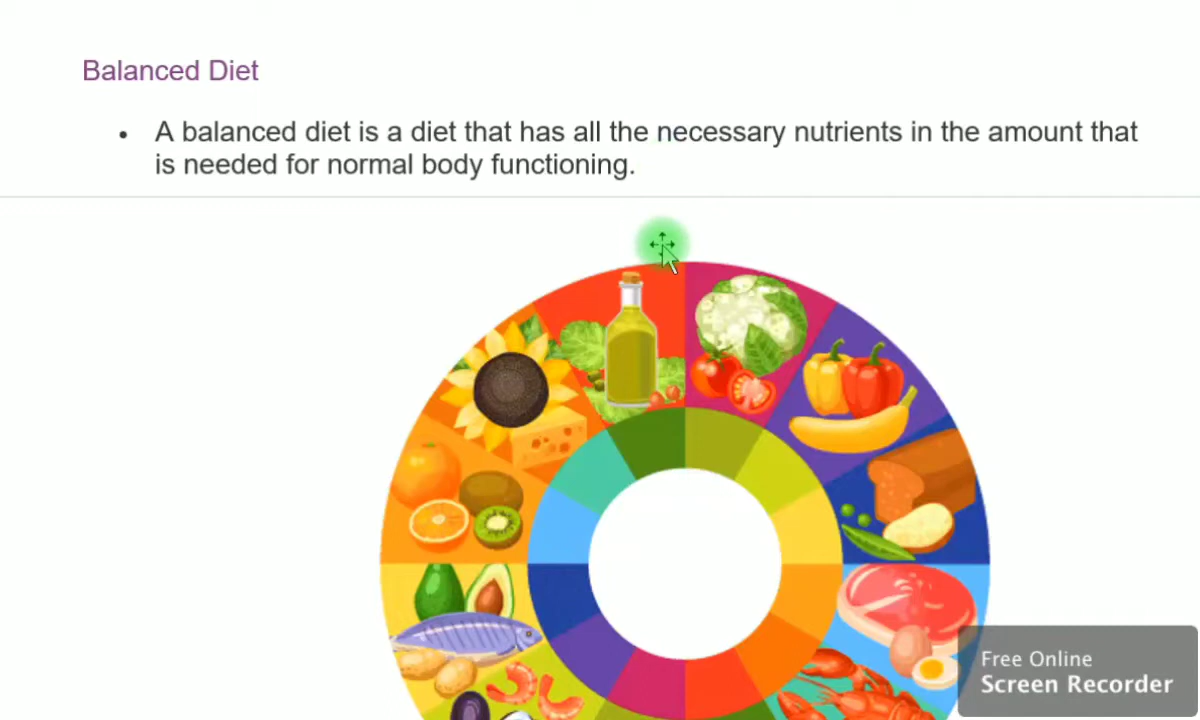 Balanced Diet
• A balanced diet is a diet that has all the necessary nutrients in the amount that
is needed for normal body functioning.
Free Online
Screen Recorder